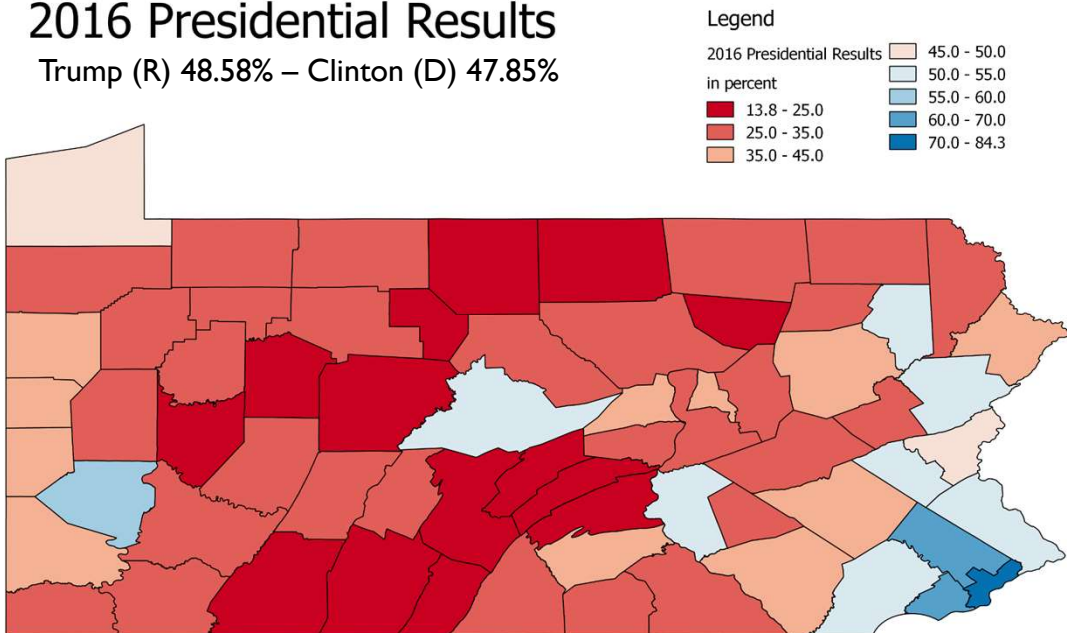 2016 Presidential Results
Trump (R) 48.58% – Clinton (D) 47.85%
Legend
2016 Presidential Results
in percent
13.8 - 25.0
25.0 - 35.0
35.0 - 45.0
45.0 - 50.0
50.0 - 55.0
55.0 - 60.0
60.0 - 70.0
70.0 - 84.3